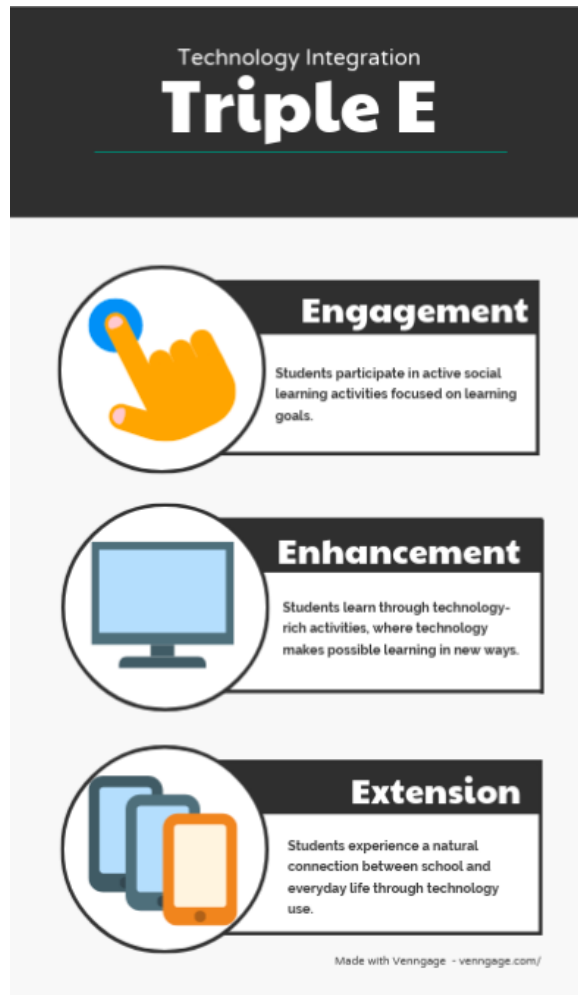 Technology Integration
Triple E
Engagement
Students participate in active social
learning activities focused on learning
goals.
Enhancement
Students learn through technology-
rich activities, where technology
makes possible learning in new ways.
Extension
Students experience a natural
connection between school and
everyday life through technology
use.
Made with Venngage - venngage.com/